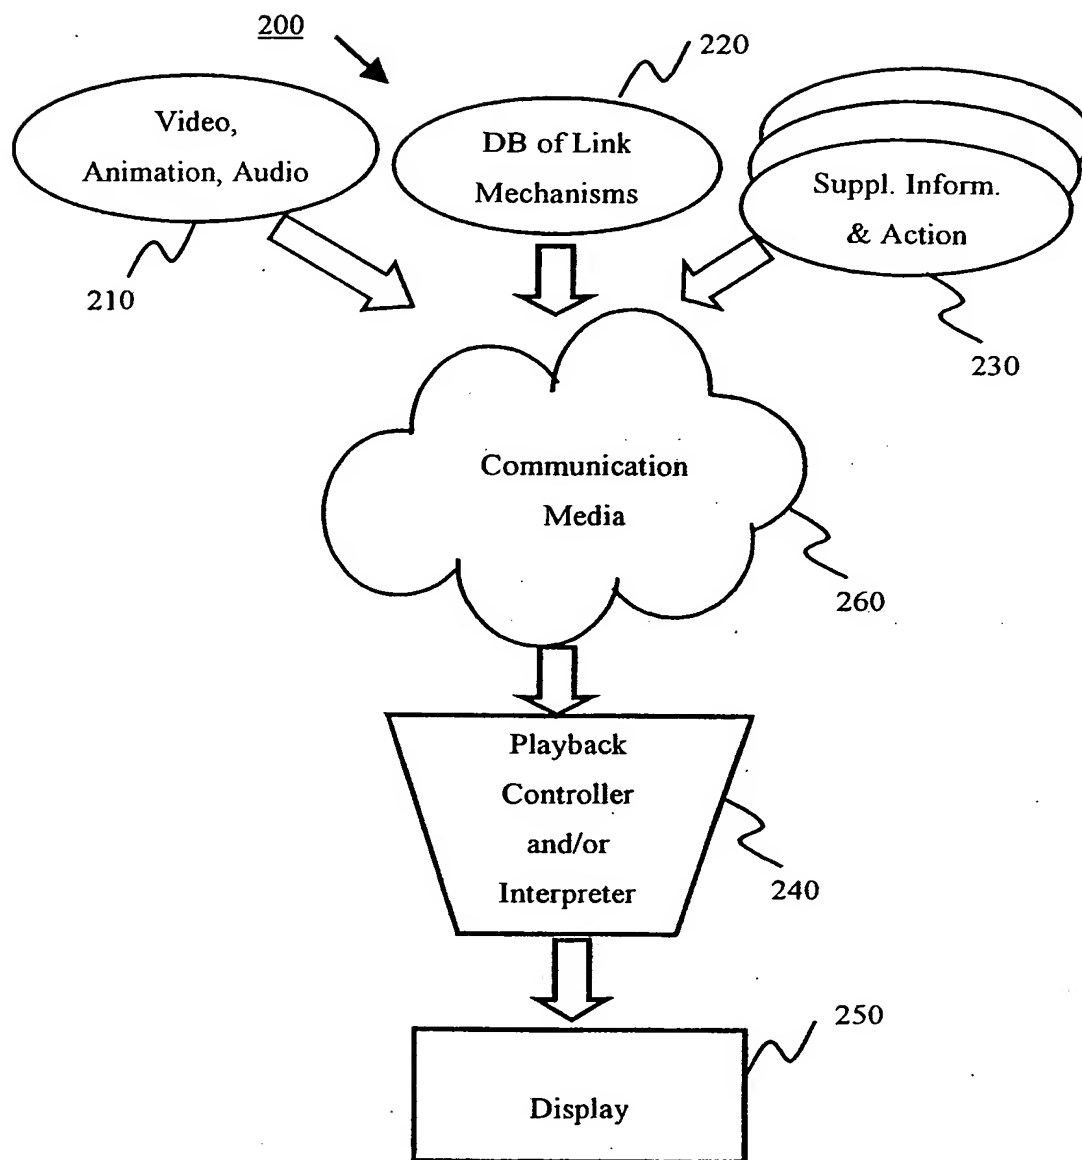 200
220
Video,
Animation, Audio
DB of Link
Mechanisms
Suppl. Inform.
& Action
210
230
Communication
Media
260
Playback
Controller
and/or
Interpreter
240
250
Display